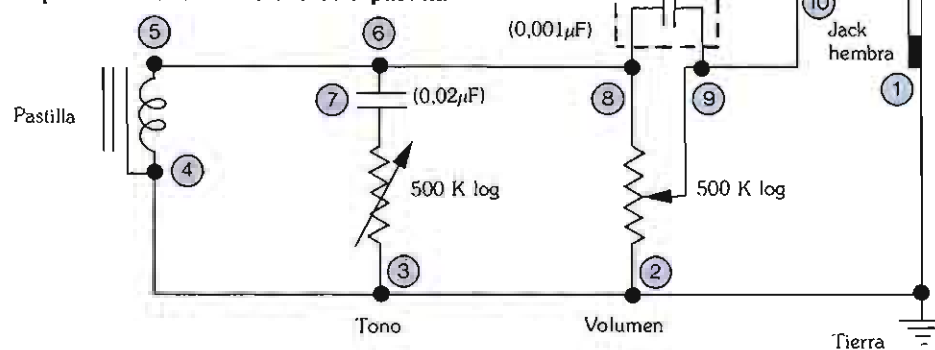 10
(0,001µF)
Jack
hembra
5
6
7
(0,02µF)
8
9
1
Pastilla
4
500 K log
500 K log
3
2
Tono
Volumen
Tierra